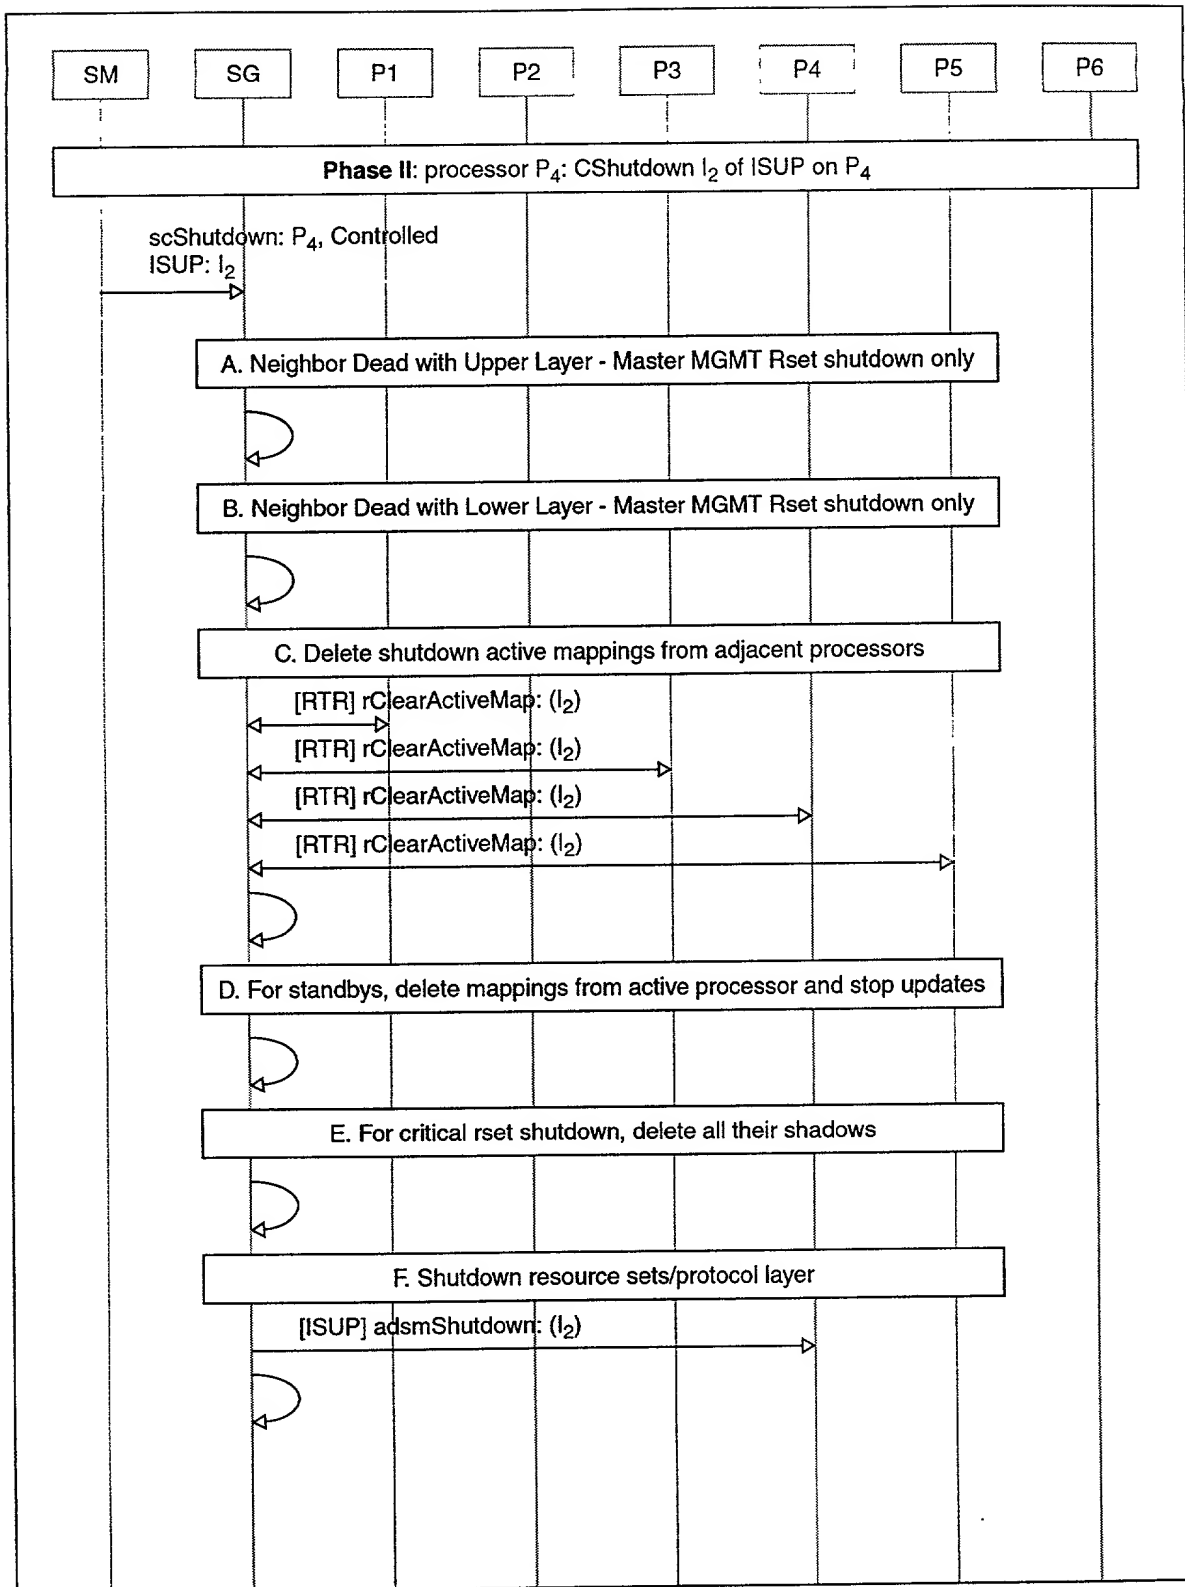 SM SG P1 P2 P3 P4 P5 P6
Phase II: processor P4: CShutdown I2 of ISUP on P4
scShutdown: P4, Controlled
ISUP: I2
A. Neighbor Dead with Upper Layer - Master MGMT Rset shutdown only
B. Neighbor Dead with Lower Layer - Master MGMT Rset shutdown only
C. Delete shutdown active mappings from adjacent processors
[RTR] rClearActiveMap: (I2)
[RTR] rClearActiveMap: (I2)
[RTR] rClearActiveMap: (I2)
[RTR] rClearActiveMap: (I2)
D. For standbys, delete mappings from active processor and stop updates
E. For critical rset shutdown, delete all their shadows
F. Shutdown resource sets/protocol layer
[ISUP] adsmShutdown: (I2)